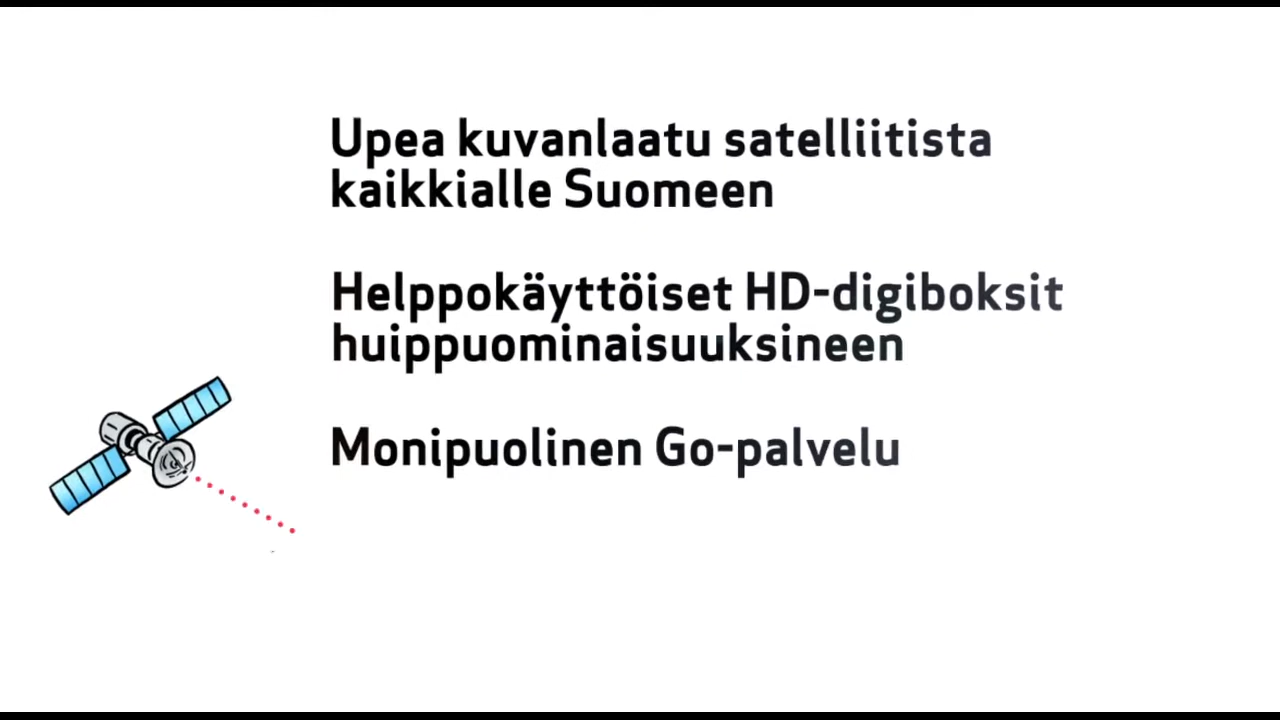 Upea kuvanlaatu satelliitista
kaikkialle Suomeen
Helppokäyttöiset HD-digiboksit
huippuominaisuuksineen
Monipuolinen Go-palvelu